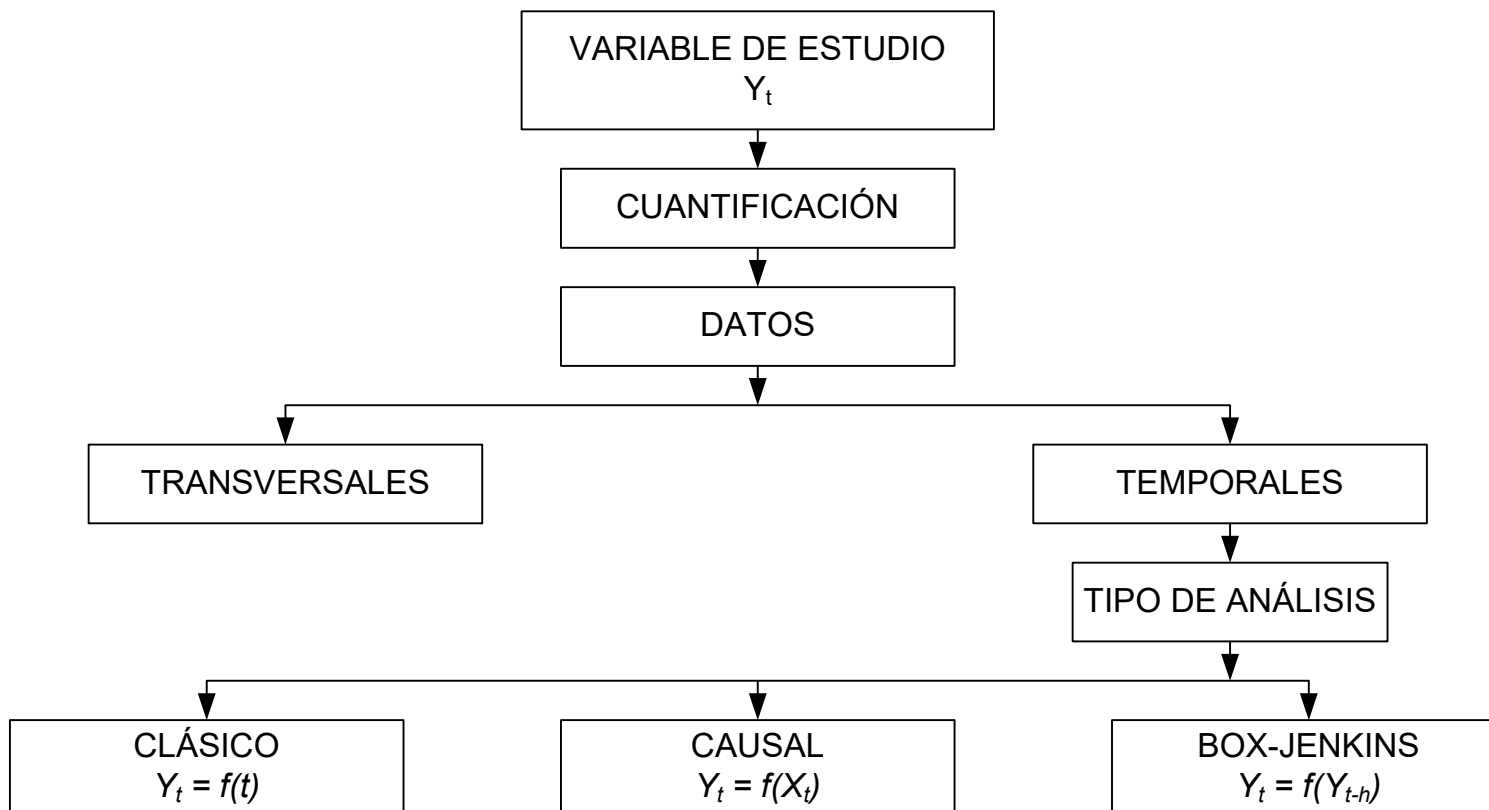 VARIABLE DE ESTUDIO
Yt
CUANTIFICACIÓN
DATOS
TRANSVERSALES
TEMPORALES
TIPO DE ANÁLISIS
CLÁSICO
Yt = f(t)
CAUSAL
Yt = f(Xt)
BOX-JENKINS
Yt = f(Yt-h)